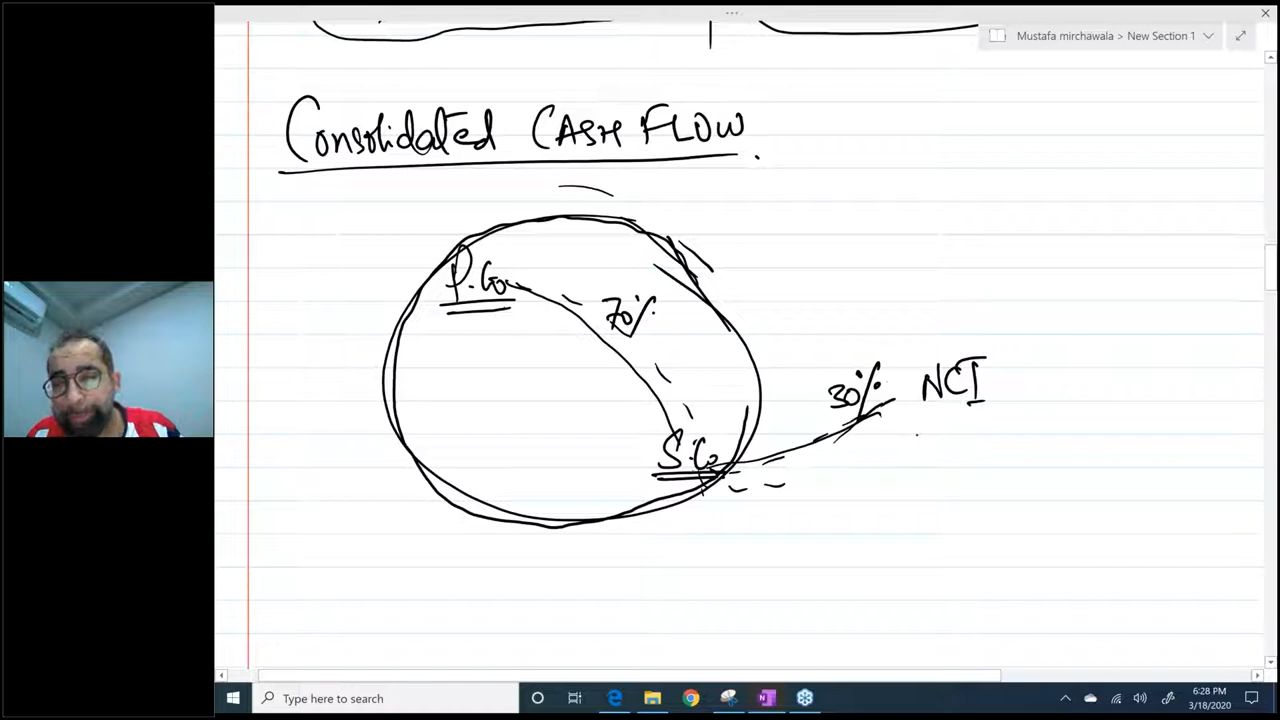 Mustafa mirchawala > New Section 1
Consolidated CASH FLOW
P.Co
70%
30% NCI
S.Co
Type here to search
6:28 PM
3/18/2020